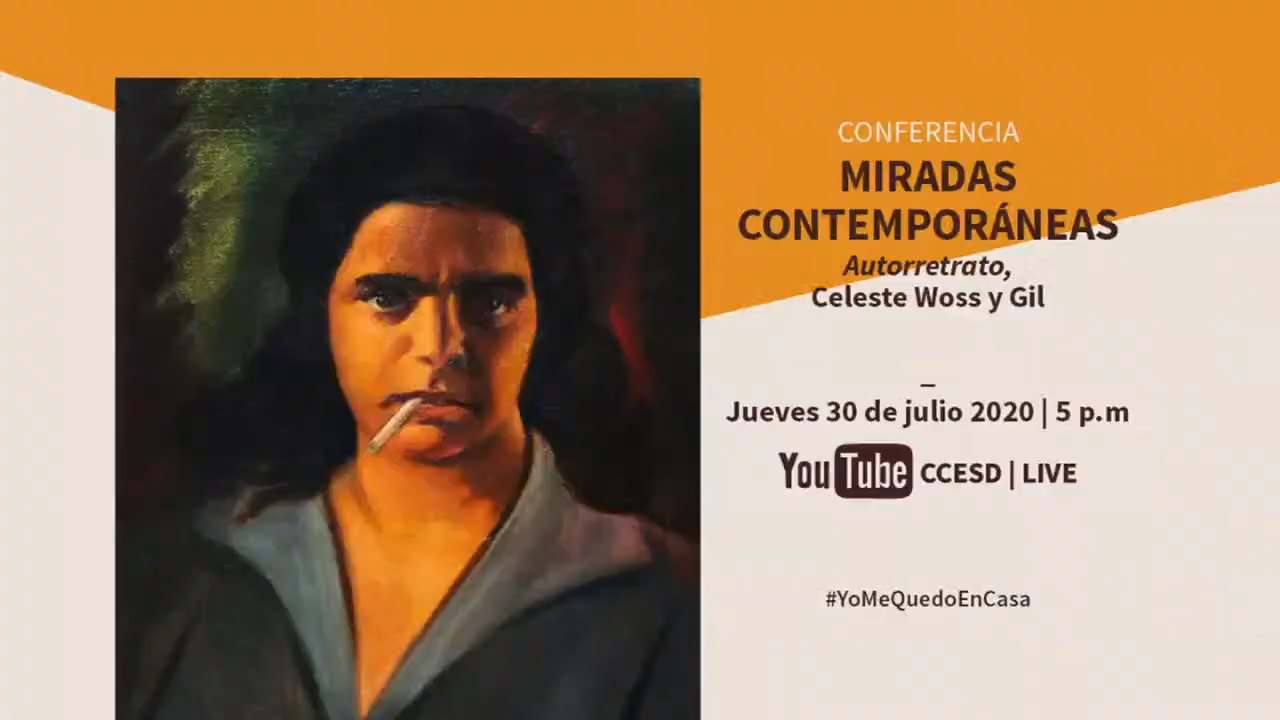 CONFERENCIA
MIRADAS
CONTEMPORÁNEAS
Autorretrato,
Celeste Woss y Gil
–
Jueves 30 de julio 2020 | 5 p.m
YouTube CCESD | LIVE
#YoMeQuedoEnCasa